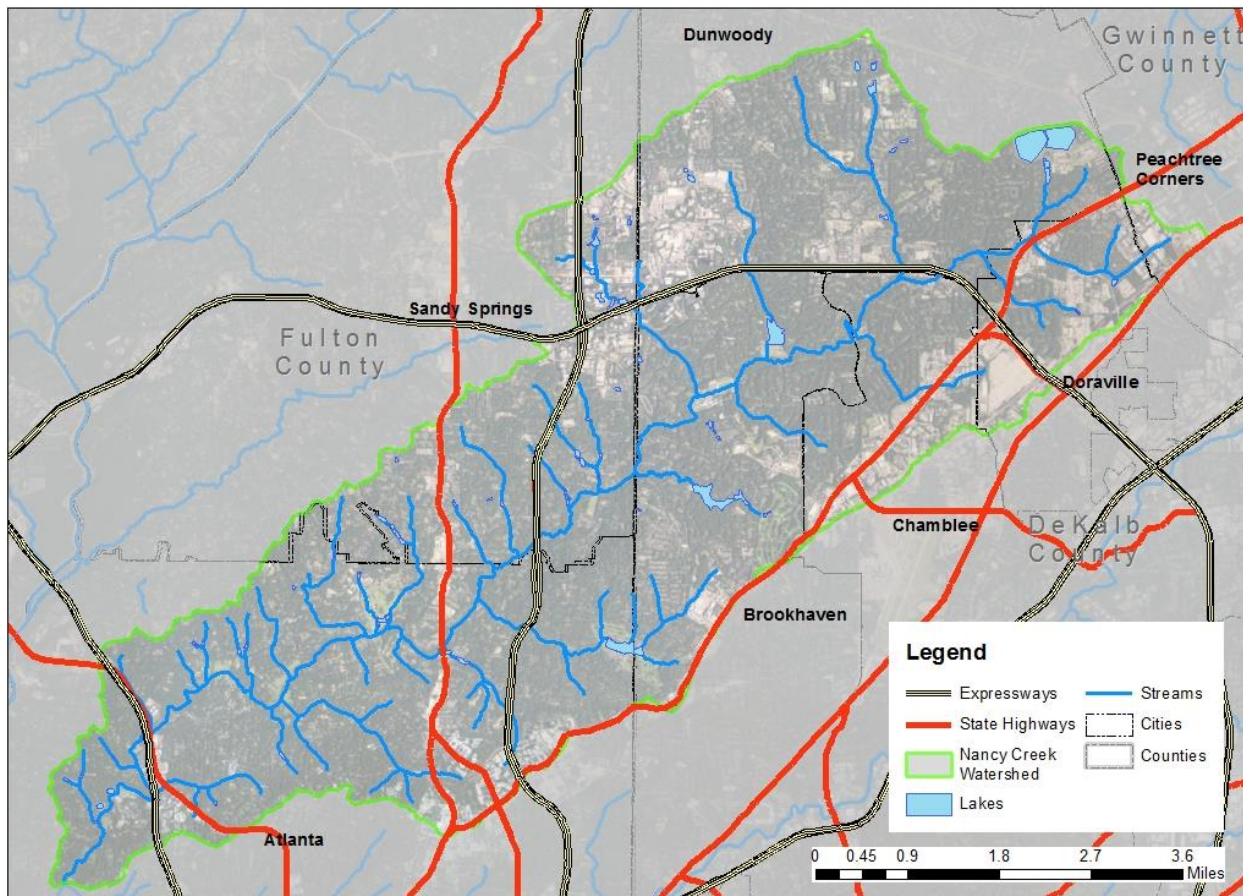 Dunwoody
Gwinnett
County
Peachtree
Corners
Sandy Springs
Fulton
County
Doraville
Chamblee
DeKalb
County
Brookhaven
Atlanta
Legend
Expressways
Streams
State Highways
Cities
Nancy Creek
Watershed
Counties
Lakes
0 0.45 0.9 1.8 2.7 3.6
Miles